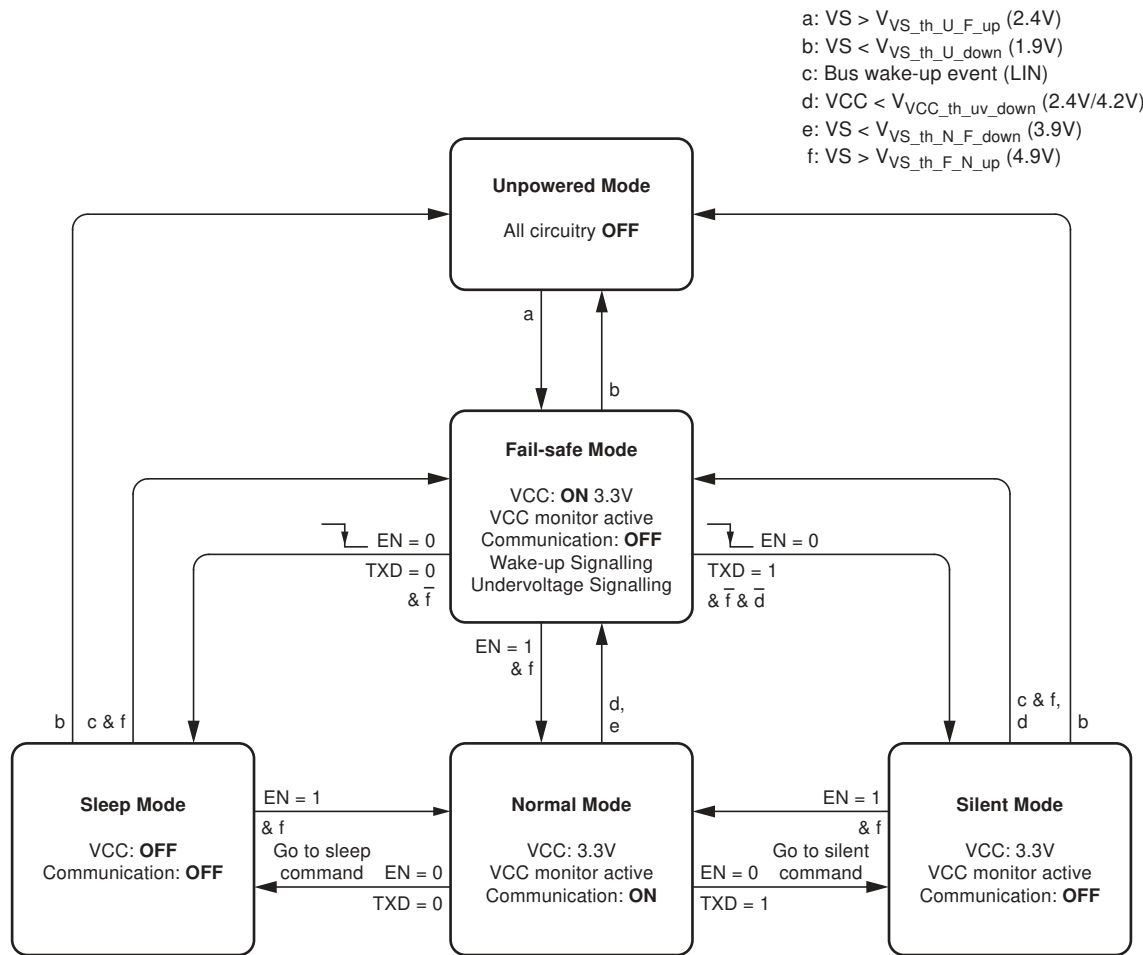 a: VS > V_VS_th_U_F_up (2.4V)
b: VS < V_VS_th_U_down (1.9V)
c: Bus wake-up event (LIN)
d: VCC < V_VCC_th_uv_down (2.4V/4.2V)
e: VS < V_VS_th_N_F_down (3.9V)
f: VS > V_VS_th_F_N_up (4.9V)
Unpowered Mode
All circuitry OFF
a
b
Fail-safe Mode
VCC: ON 3.3V
VCC monitor active
Communication: OFF
Wake-up Signalling
Undervoltage Signalling
EN = 0
TXD = 0
& f̅
EN = 0
TXD = 1
& f̅ & d̅
EN = 1
& f
d,
e
b
c & f
c & f,
d
b
Sleep Mode
VCC: OFF
Communication: OFF
EN = 1
& f
Go to sleep
command
EN = 0
TXD = 0
Normal Mode
VCC: 3.3V
VCC monitor active
Communication: ON
EN = 1
& f
Go to silent
command
EN = 0
TXD = 1
Silent Mode
VCC: 3.3V
VCC monitor active
Communication: OFF